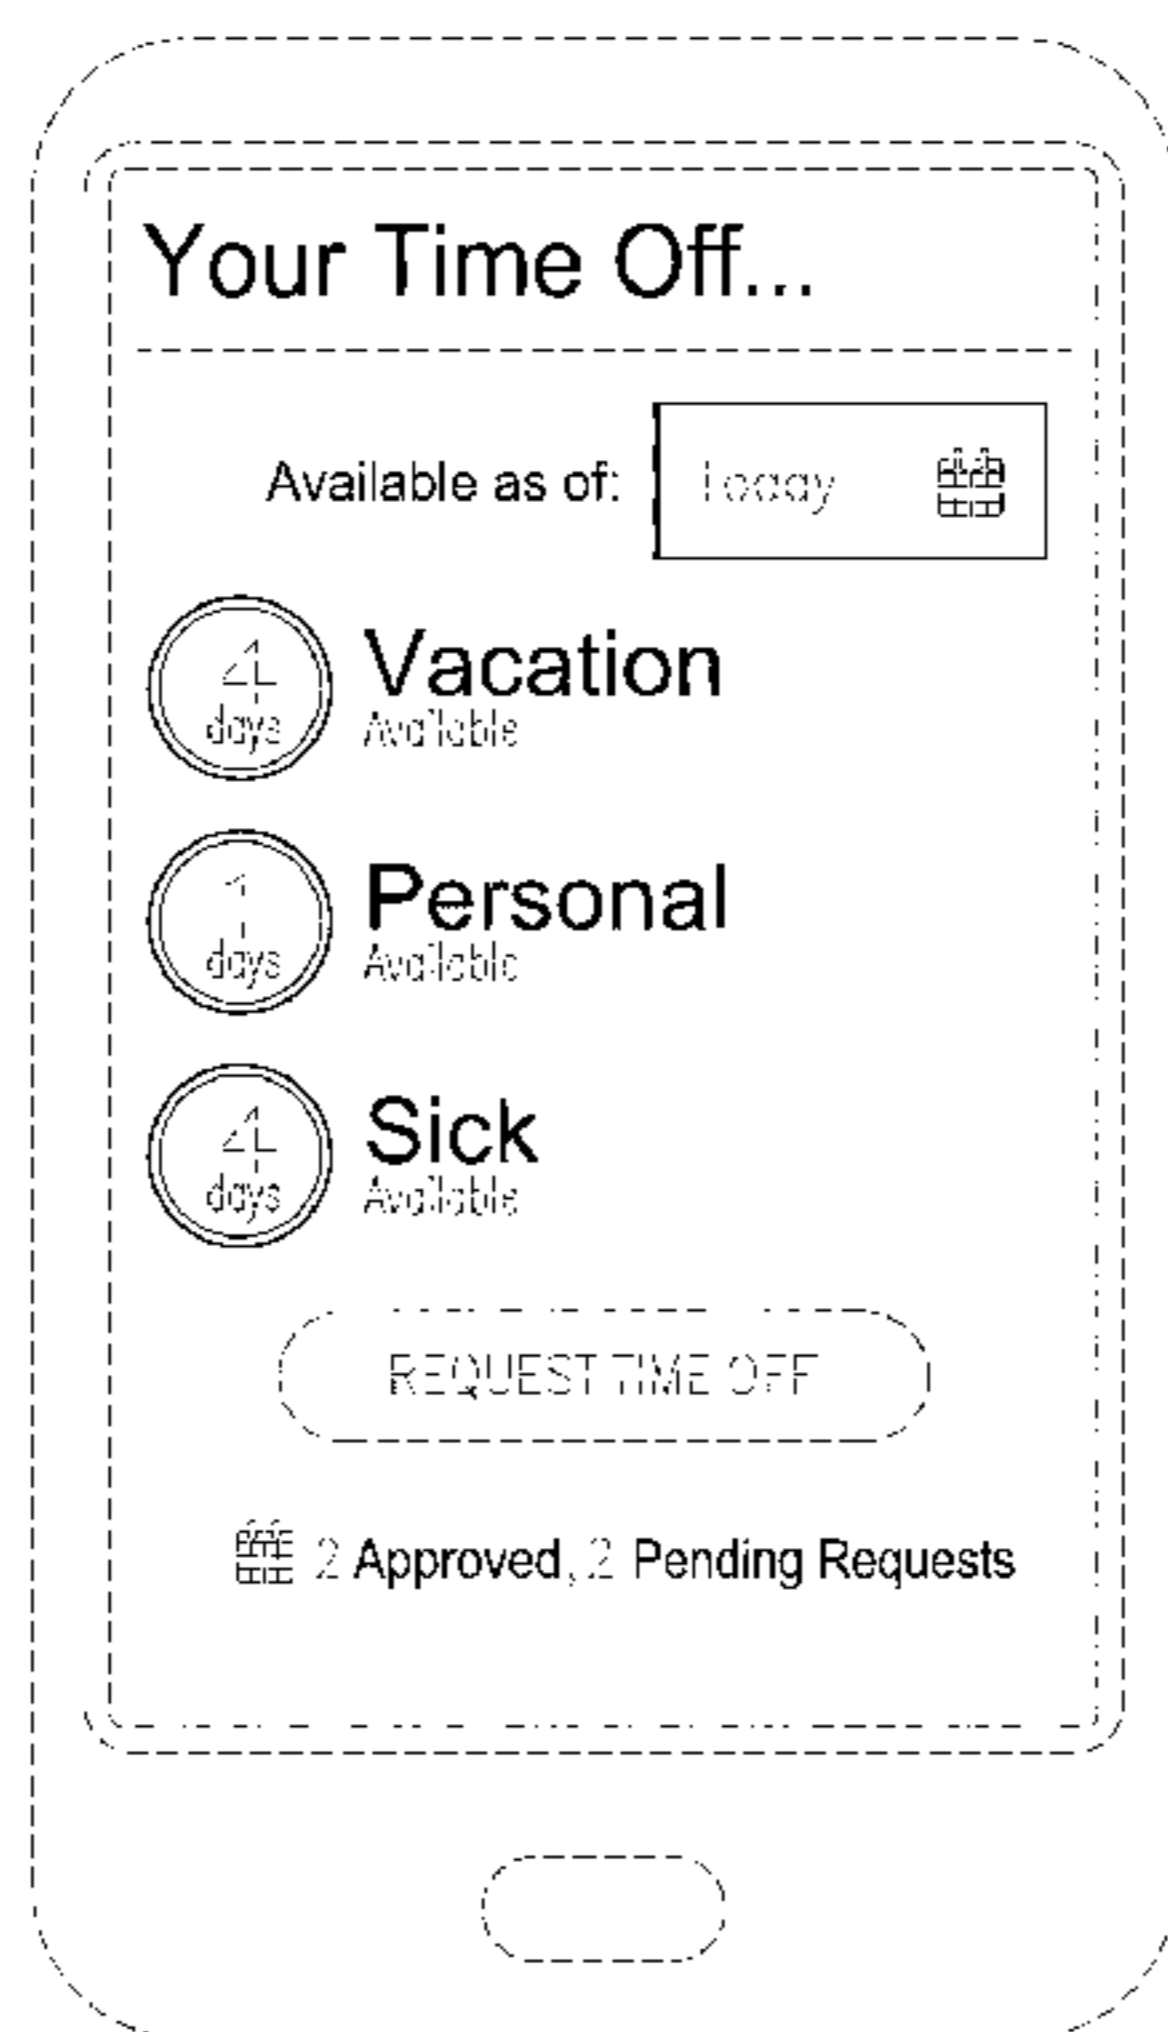 Your Time Off...
Available as of: Today
4 days
Vacation
Available
1 days
Personal
Available
4 days
Sick
Available
REQUEST TIME OFF
2 Approved, 2 Pending Requests